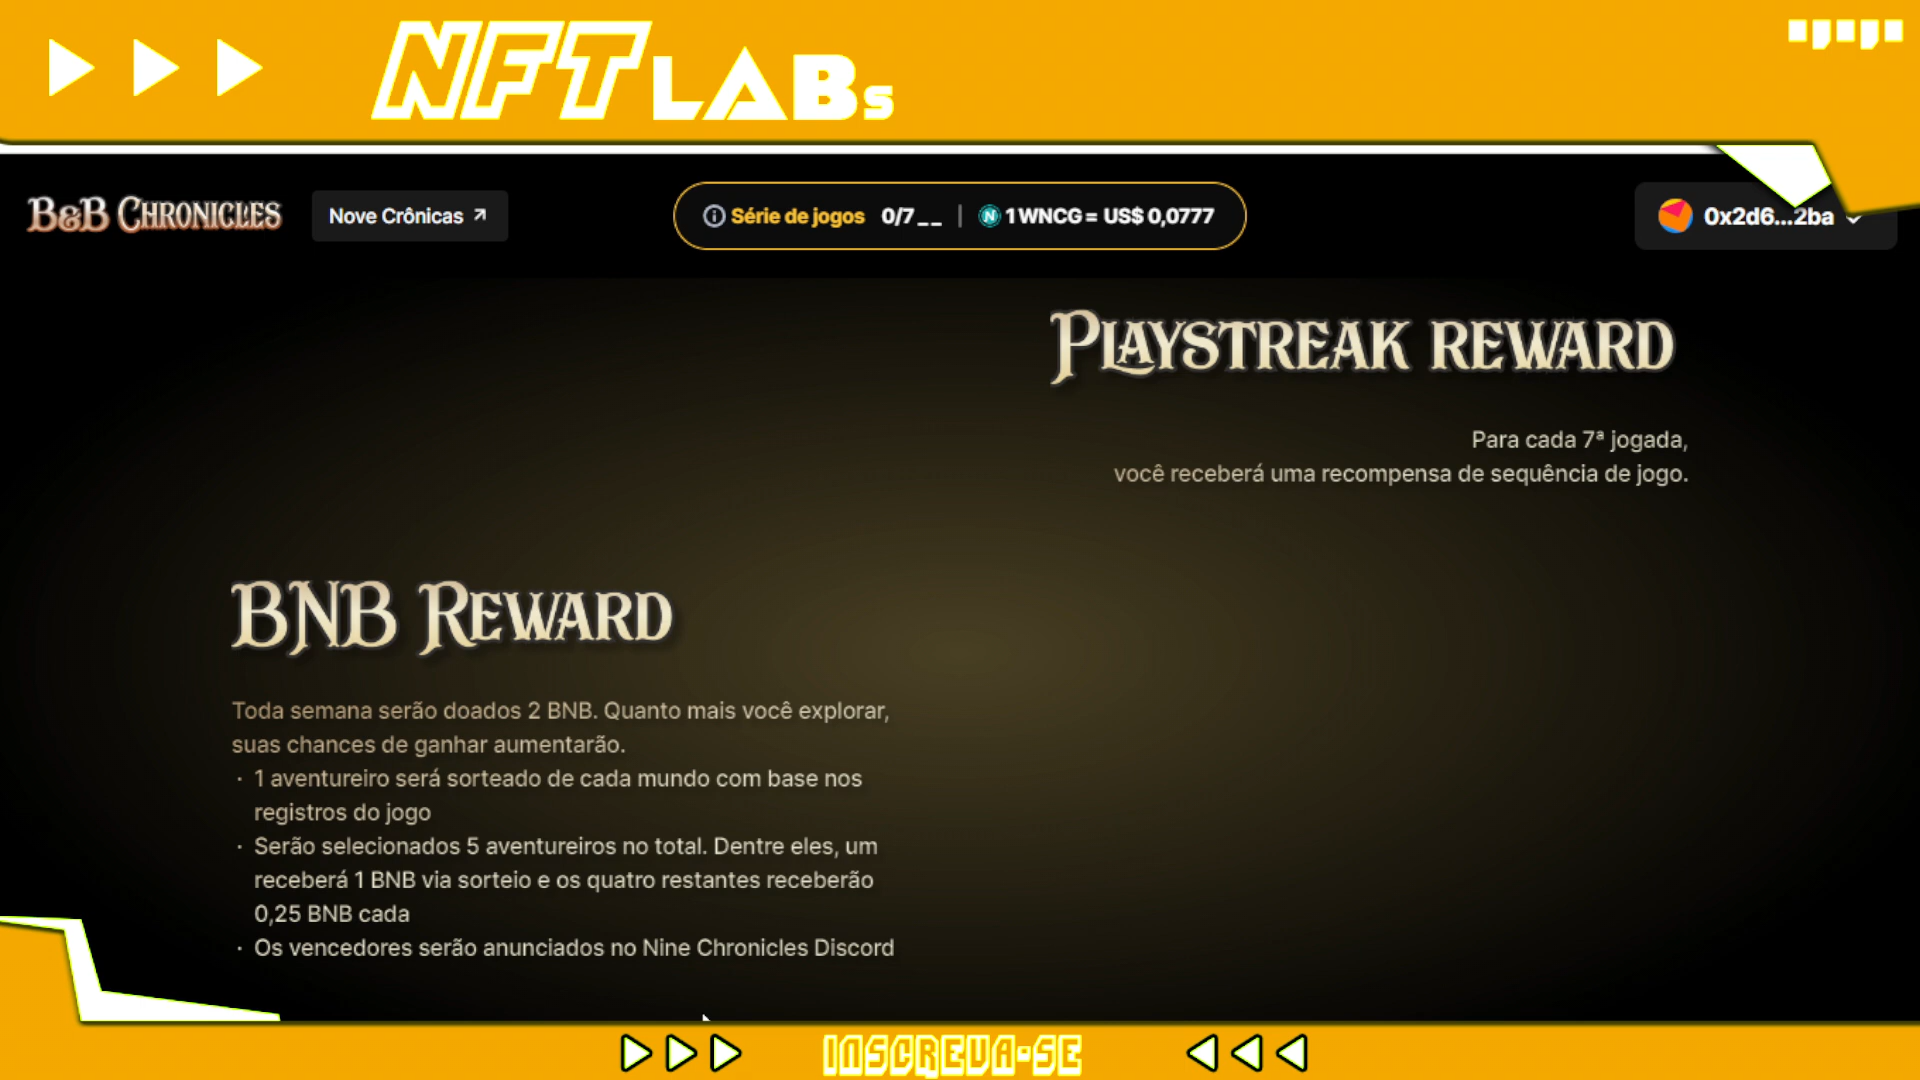 NFT LABs
B&B Chronicles
Nove Crônicas
Série de jogos 0/7 _ _ | 1 WNCG = US$ 0,0777
0x2d6...2ba
Playstreak reward
Para cada 7ª jogada,
você receberá uma recompensa de sequência de jogo.
BNB Reward
Toda semana serão doados 2 BNB. Quanto mais você explorar,
suas chances de ganhar aumentarão.
· 1 aventureiro será sorteado de cada mundo com base nos
registros do jogo
· Serão selecionados 5 aventureiros no total. Dentre eles, um
receberá 1 BNB via sorteio e os quatro restantes receberão
0,25 BNB cada
· Os vencedores serão anunciados no Nine Chronicles Discord
INSCREVA-SE